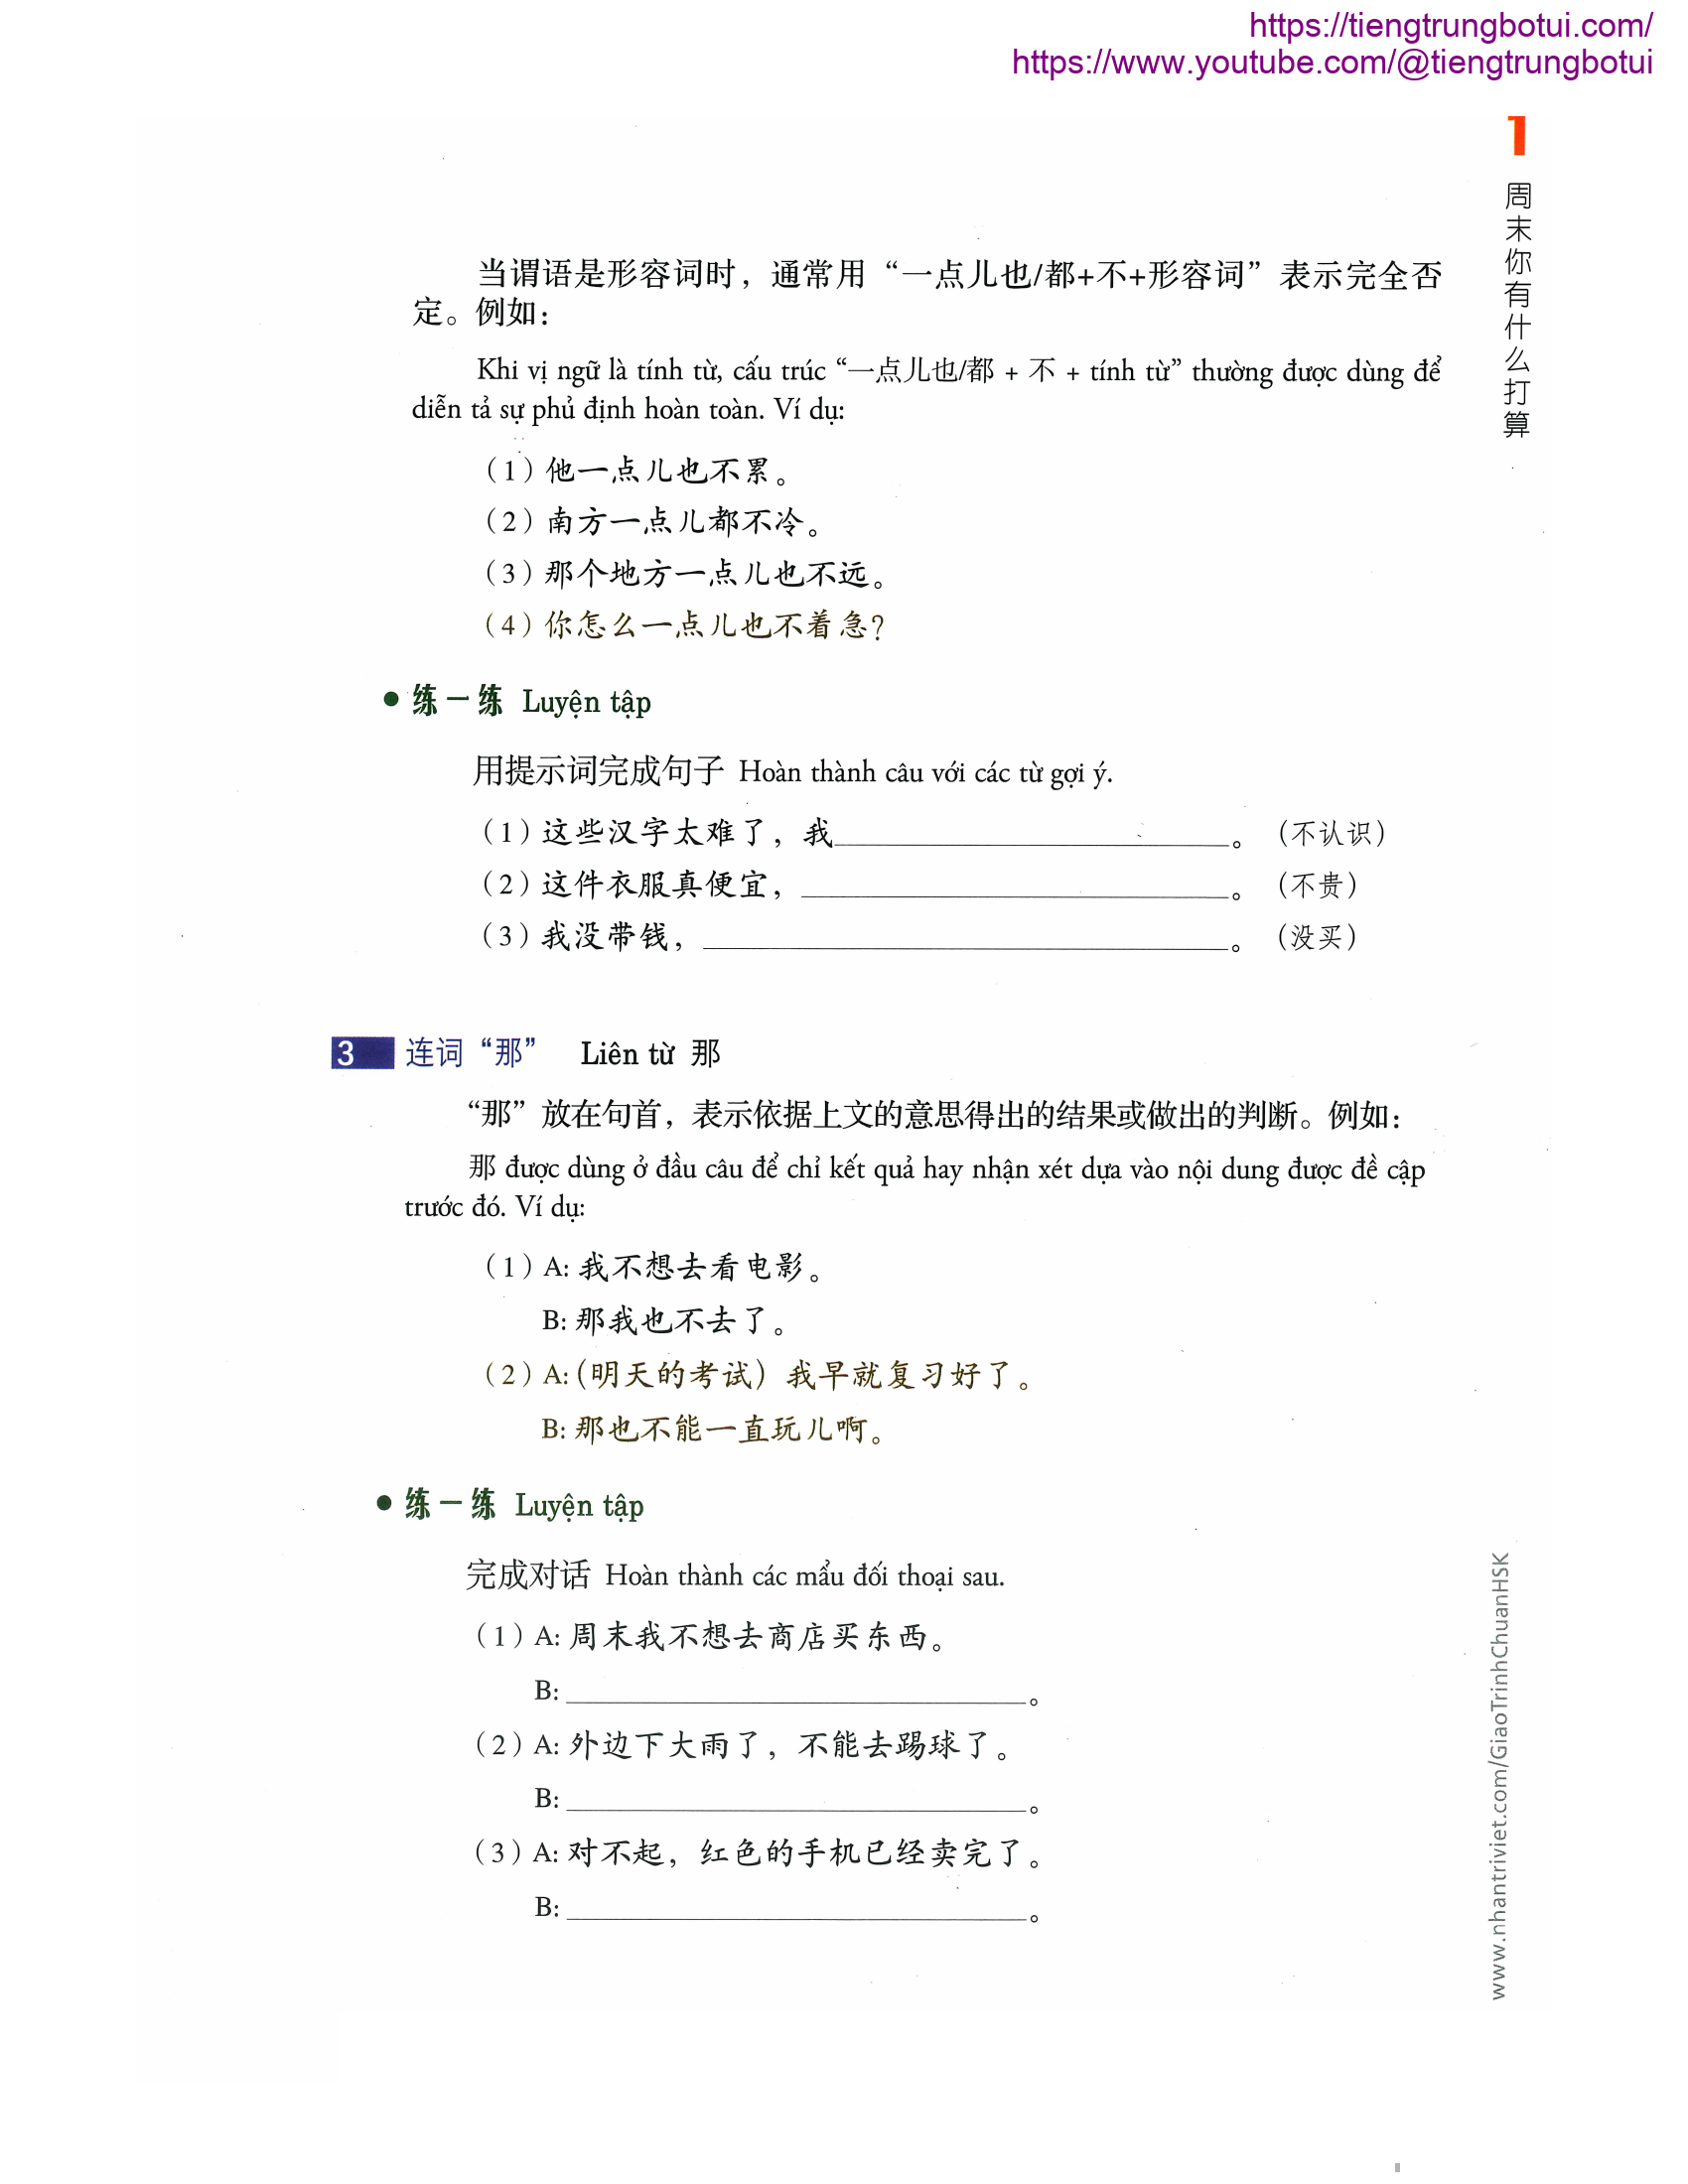 https://tiengtrungbotui.com/
https://www.youtube.com/@tiengtrungbotui
1
周末你有什么打算
当谓语是形容词时，通常用“一点儿也/都+不+形容词”表示完全否
定。例如：
Khi vị ngữ là tính từ, cấu trúc “一点儿也/都 + 不 + tính từ” thường được dùng để
diễn tả sự phủ định hoàn toàn. Ví dụ:
（1）他一点儿也不累。
（2）南方一点儿都不冷。
（3）那个地方一点儿也不远。
（4）你怎么一点儿也不着急？
● 练一练 Luyện tập
用提示词完成句子 Hoàn thành câu với các từ gợi ý.
（1）这些汉字太难了，我____________________。（不认识）
（2）这件衣服真便宜，____________________。（不贵）
（3）我没带钱，____________________。（没买）
3 连词“那” Liên từ 那
“那”放在句首，表示依据上文的意思得出的结果或做出的判断。例如：
那 được dùng ở đầu câu để chỉ kết quả hay nhận xét dựa vào nội dung được đề cập
trước đó. Ví dụ:
（1）A: 我不想去看电影。
B: 那我也不去了。
（2）A:（明天的考试）我早就复习好了。
B: 那也不能一直玩儿啊。
● 练一练 Luyện tập
完成对话 Hoàn thành các mẩu đối thoại sau.
（1）A: 周末我不想去商店买东西。
B: ____________________。
（2）A: 外边下大雨了，不能去踢球了。
B: ____________________。
（3）A: 对不起，红色的手机已经卖完了。
B: ____________________。
www.nhantriviet.com/GiaoTrinhChuanHSK